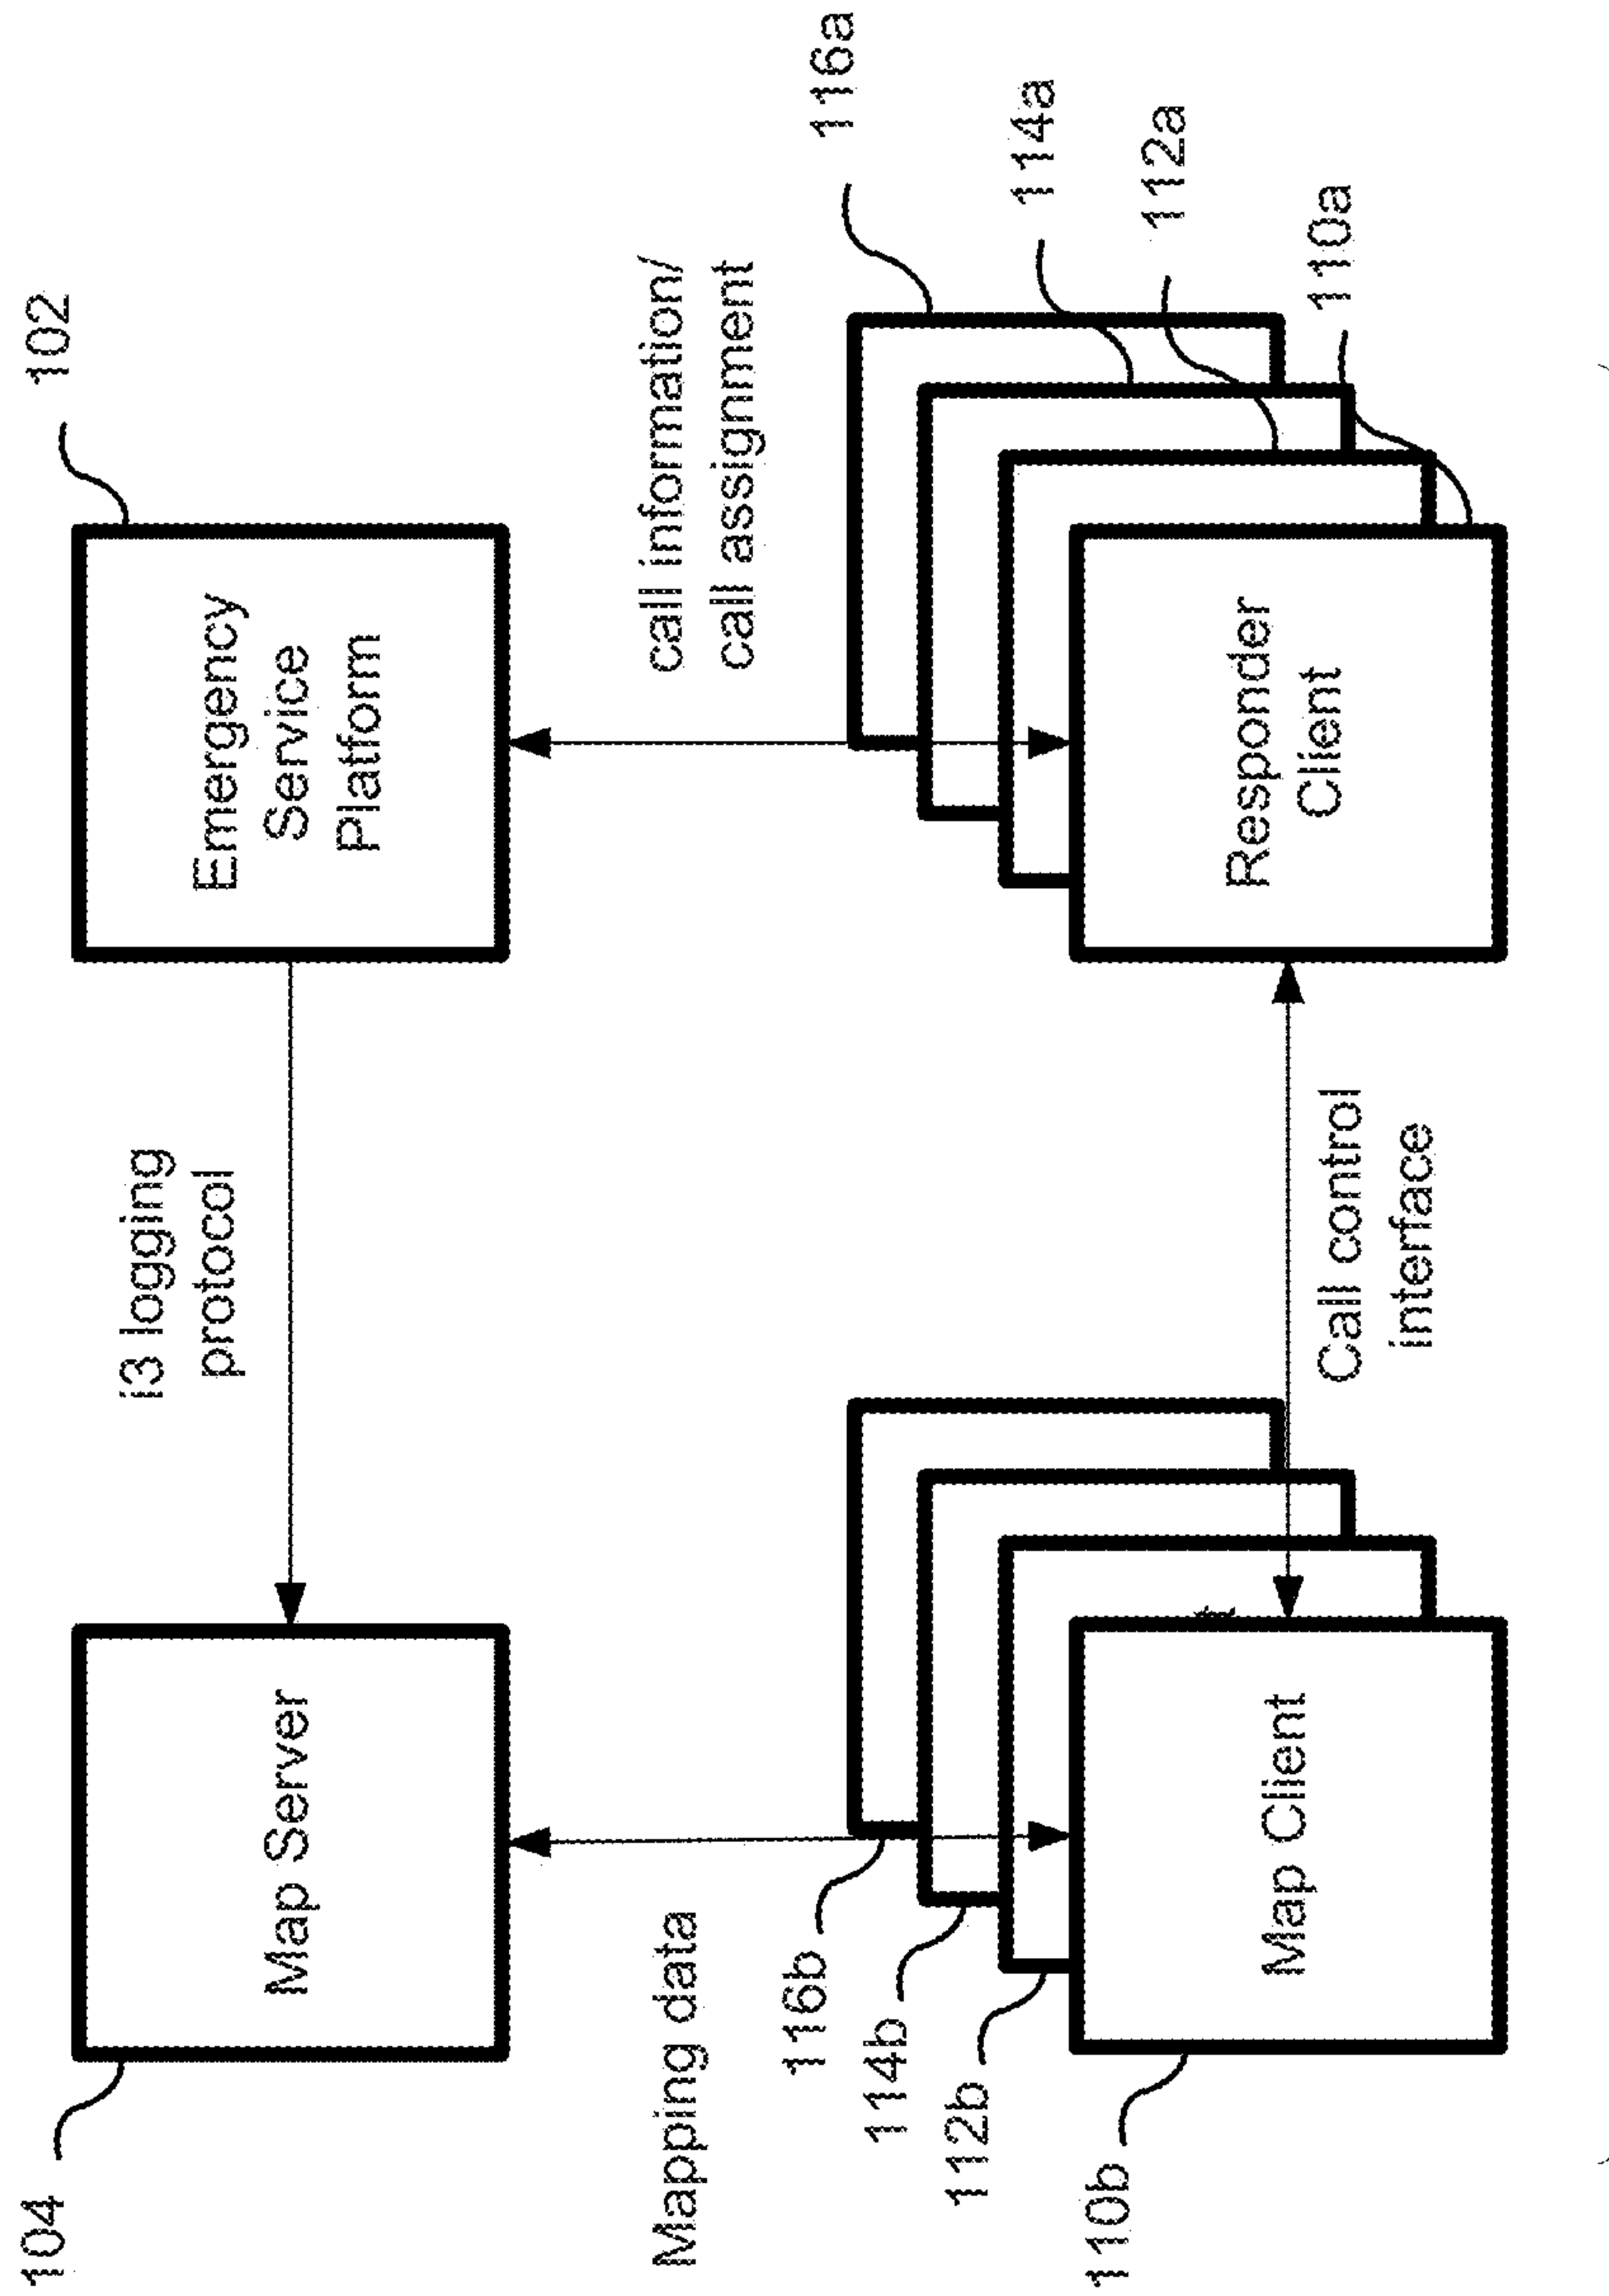 104
Map Server
i3 logging
protocol
102
Emergency
Service
Platform
Mapping data
call information/
call assignment
116b
114b
112b
110b
Map Client
Call control
interface
116a
114a
112a
110a
Responder
Client